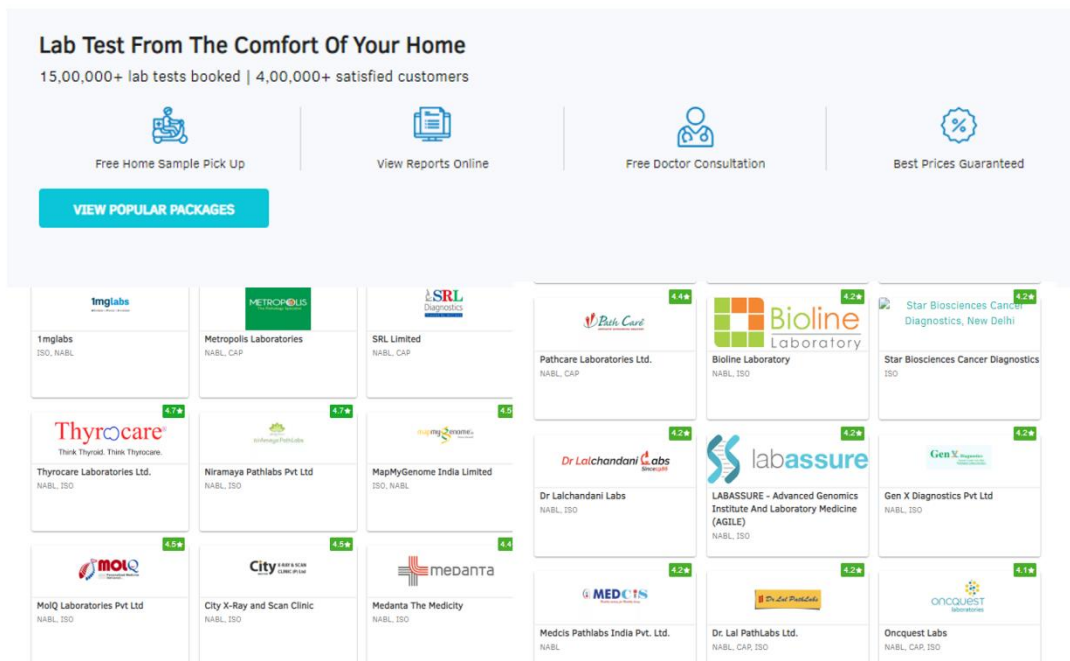 Lab Test From The Comfort Of Your Home
15,00,000+ lab tests booked | 4,00,000+ satisfied customers
Free Home Sample Pick Up
View Reports Online
Free Doctor Consultation
Best Prices Guaranteed
VIEW POPULAR PACKAGES
1mglabs
METROPOLIS
SRL
Diagnostics
1mglabs
ISO, NABL
Metropolis Laboratories
NABL, CAP
SRL Limited
NABL, CAP
4.7★
Thyrocare
Think Thyroid. Think Thyrocare.
4.7★
Niramaya PathLabs
4.5
mapmygenome
Thyrocare Laboratories Ltd.
NABL, ISO
Niramaya Pathlabs Pvt Ltd
NABL, ISO
MapMyGenome India Limited
ISO, NABL
4.5★
MOLQ
4.5★
City X-RAY & SCAN
CLINIC (P) Ltd
4.4
medanta
MolQ Laboratories Pvt Ltd
NABL, ISO
City X-Ray and Scan Clinic
NABL, ISO
Medanta The Medicity
NABL, ISO
4.4★
Path Care
4.2★
Bioline
Laboratory
4.2★
Star Biosciences Cancer
Diagnostics, New Delhi
Pathcare Laboratories Ltd.
NABL, CAP
Bioline Laboratory
NABL, ISO
Star Biosciences Cancer Diagnostics
ISO
4.2★
Dr Lalchandani Labs
4.2★
labassure
4.2★
Gen X Diagnostics
Dr Lalchandani Labs
NABL, ISO
LABASSURE - Advanced Genomics
Institute And Laboratory Medicine
(AGILE)
NABL, ISO
Gen X Diagnostics Pvt Ltd
NABL, ISO
4.2★
MEDCIS
4.2★
Dr Lal PathLabs
4.1★
oncquest
laboratories
Medcis Pathlabs India Pvt. Ltd.
NABL
Dr. Lal PathLabs Ltd.
NABL, CAP, ISO
Oncquest Labs
NABL, CAP, ISO